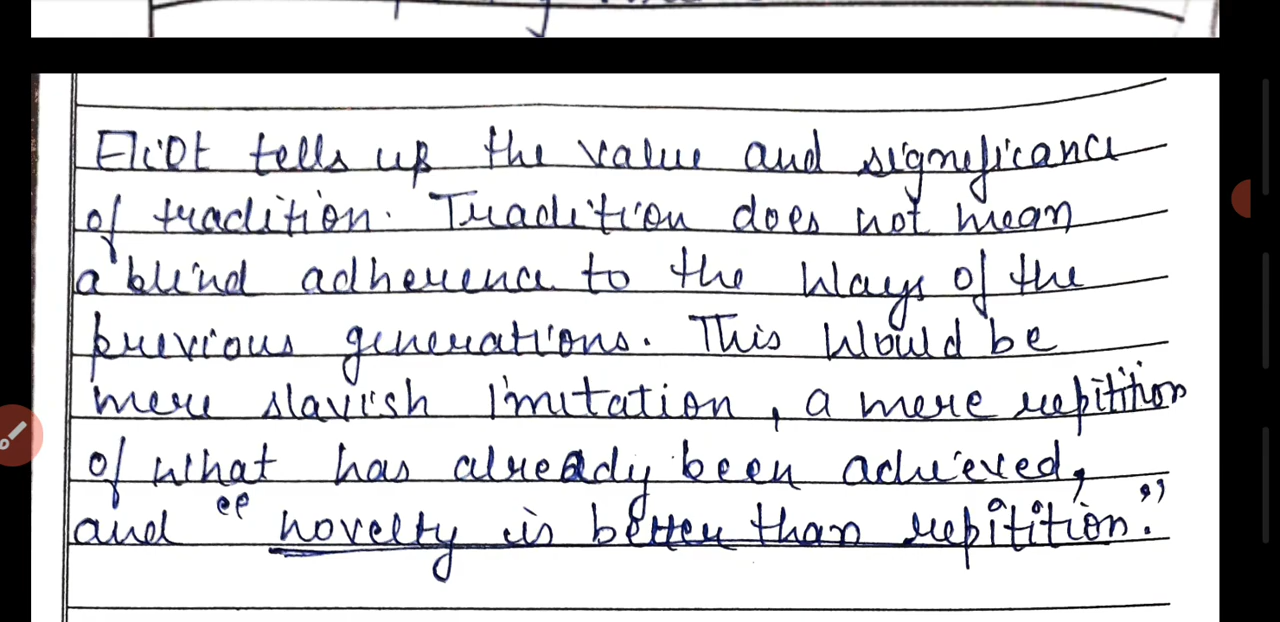 Eliot tells up the value and significance
of tradition. Tradition does not mean
a blind adherence to the ways of the
previous generations. This would be
mere slavish imitation, a mere repitition
of what has already been achieved,
and "novelty is better than repitition."